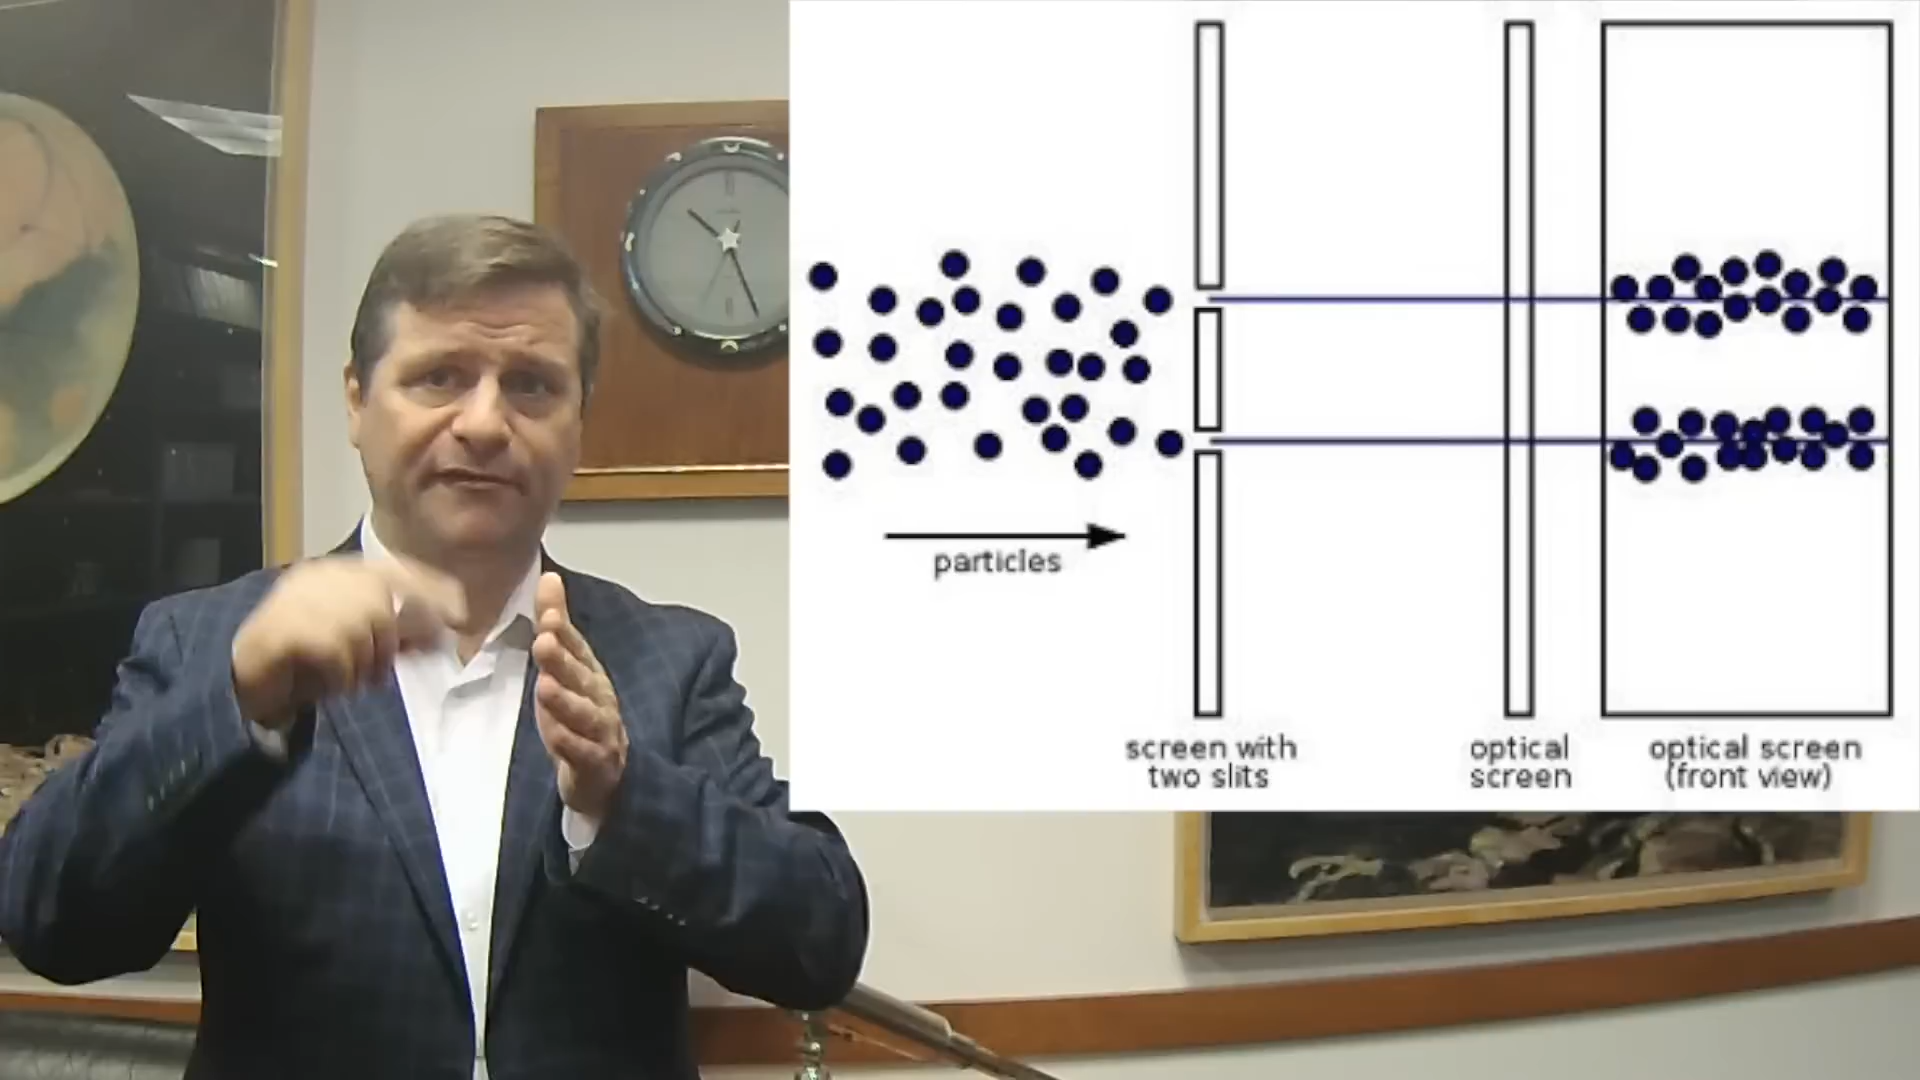 particles
screen with
two slits
optical
screen
optical screen
(front view)